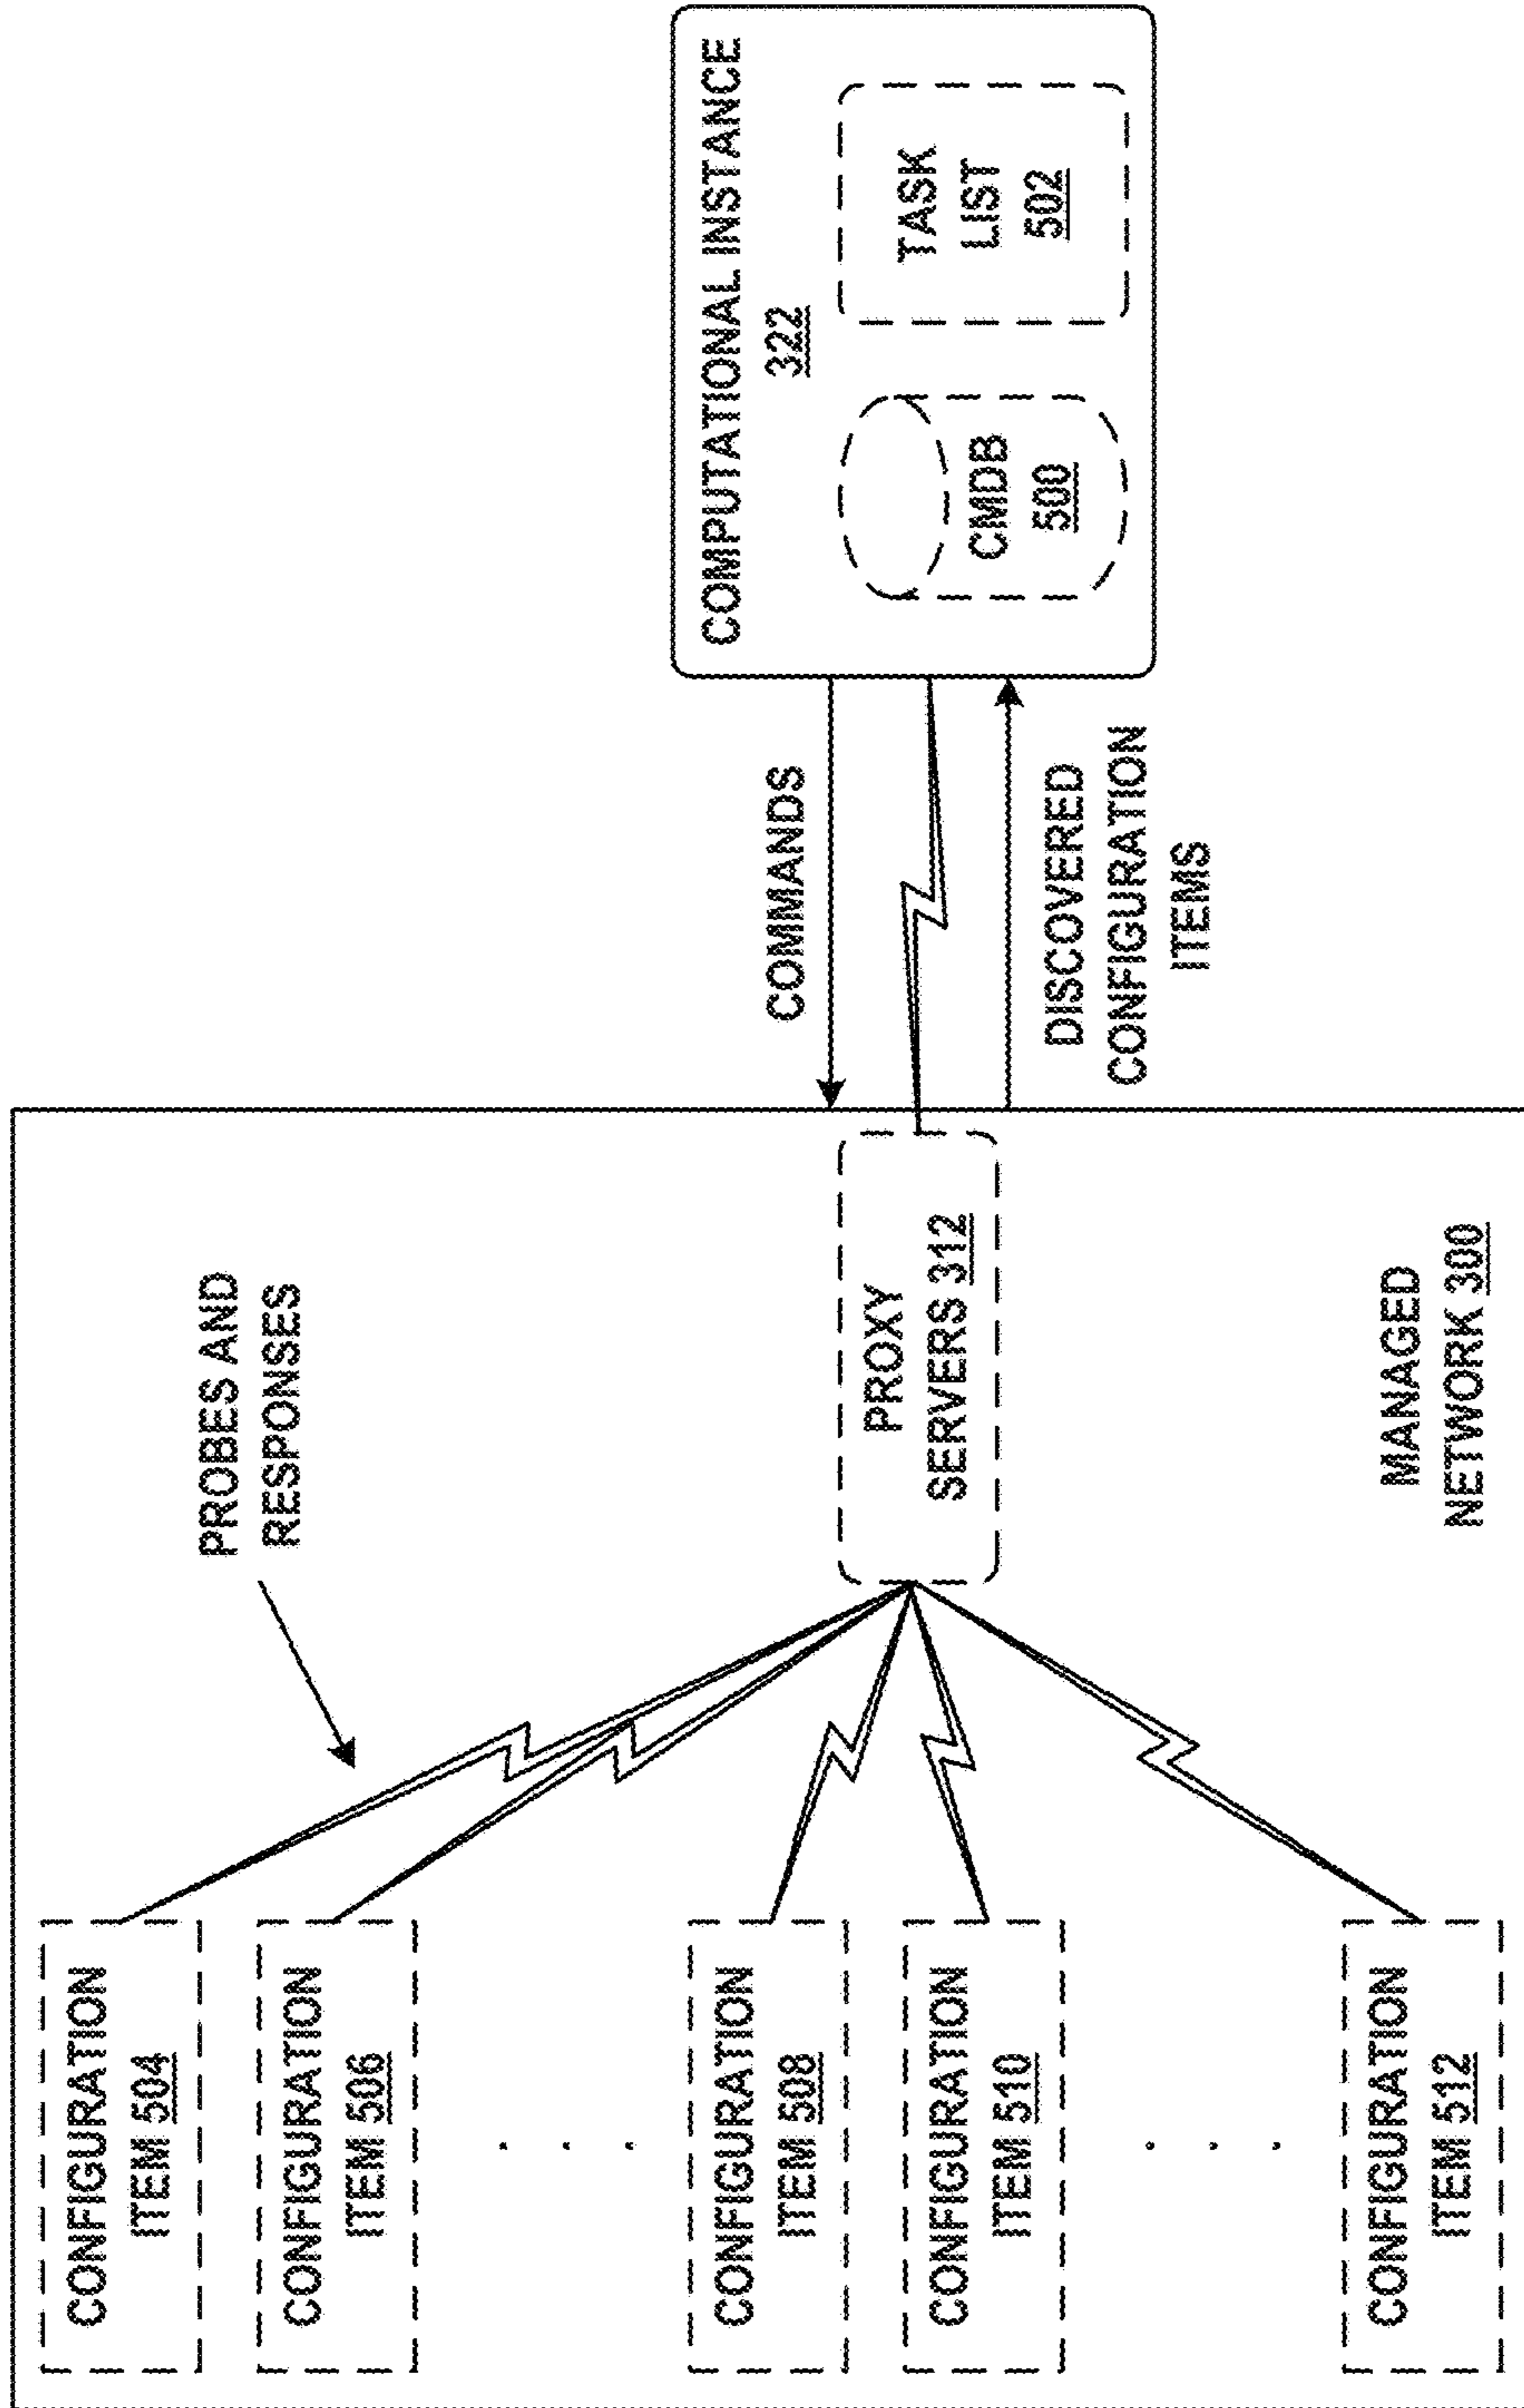 CONFIGURATION
ITEM 504
CONFIGURATION
ITEM 506
. . .
CONFIGURATION
ITEM 508
CONFIGURATION
ITEM 510
. . .
CONFIGURATION
ITEM 512
PROBES AND
RESPONSES
PROXY
SERVERS 312
MANAGED
NETWORK 300
COMMANDS
DISCOVERED
CONFIGURATION
ITEMS
COMPUTATIONAL INSTANCE
322
CMDB
500
TASK
LIST
502